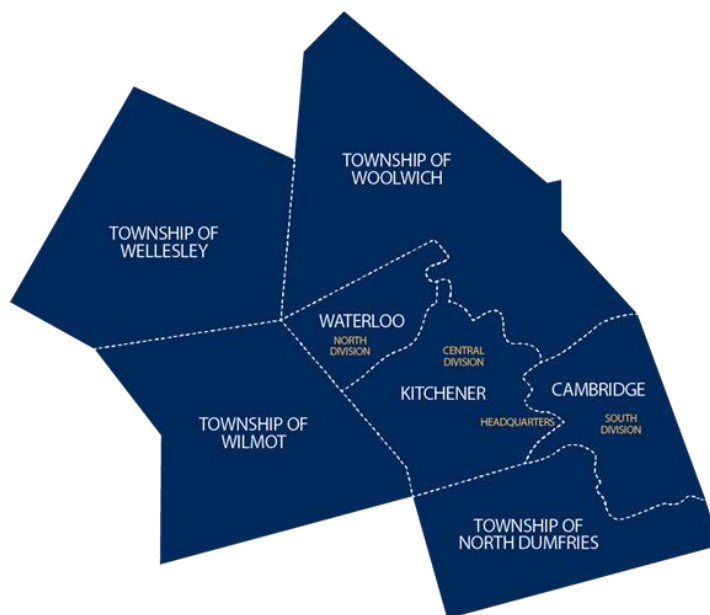 TOWNSHIP OF
WOOLWICH
TOWNSHIP OF
WELLESLEY
WATERLOO
NORTH
DIVISION
CENTRAL
DIVISION
KITCHENER
CAMBRIDGE
HEADQUARTERS
SOUTH
DIVISION
TOWNSHIP OF
WILMOT
TOWNSHIP OF
NORTH DUMFRIES